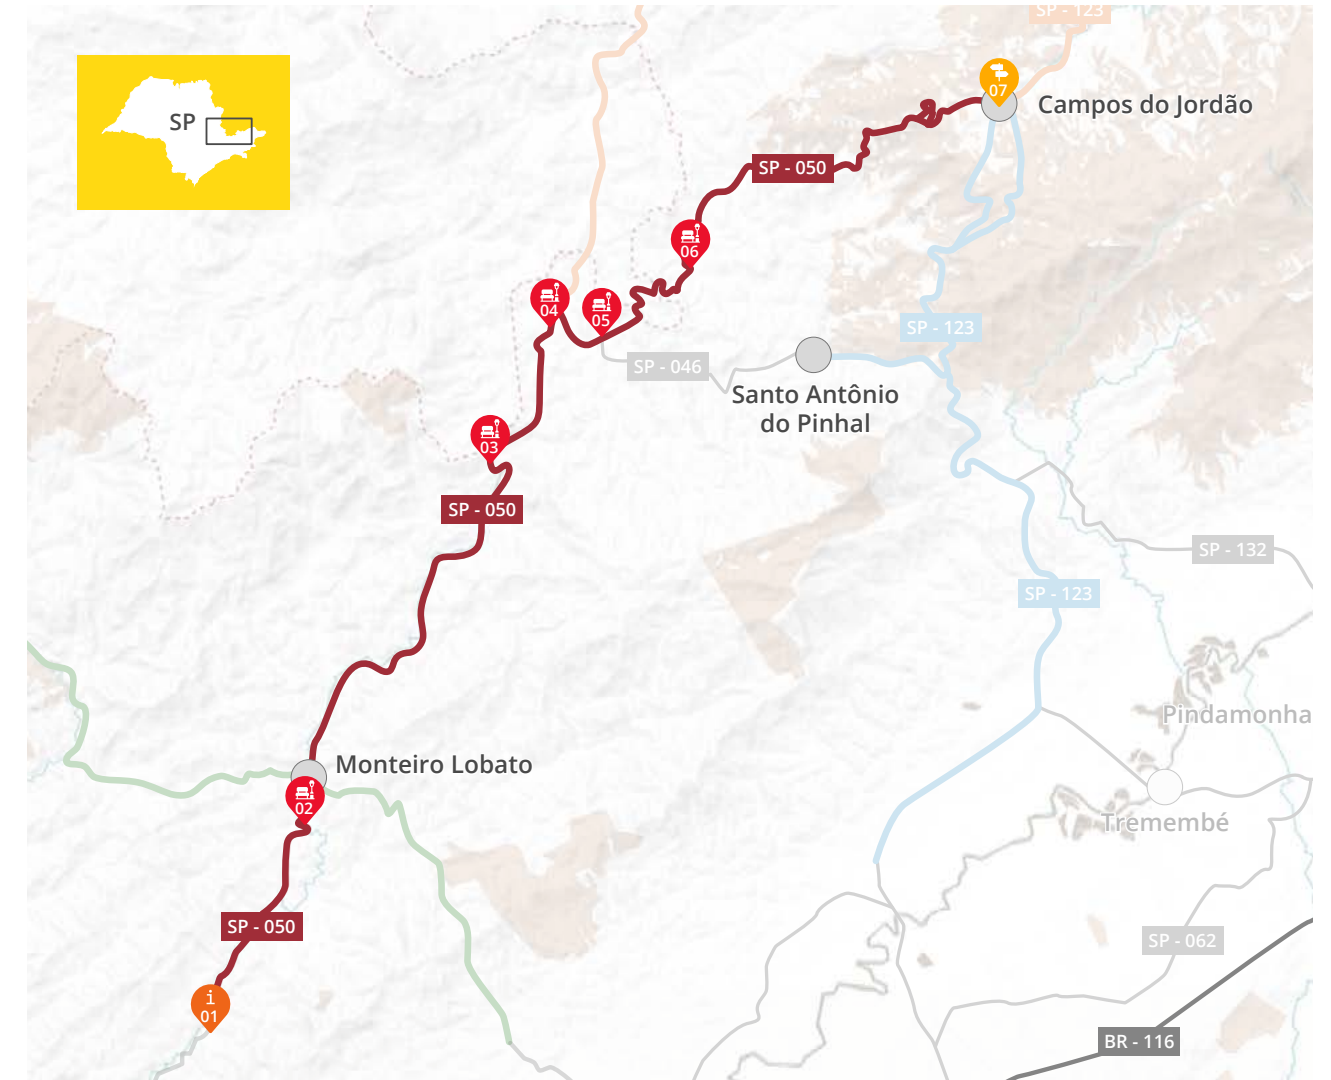 SP - 123
SP
07
Campos do Jordão
SP - 050
06
04
05
SP - 123
SP - 046
Santo Antônio
do Pinhal
03
SP - 050
SP - 132
SP - 123
Pindamonha
Monteiro Lobato
02
Tremembé
SP - 050
SP - 062
i
01
BR - 116